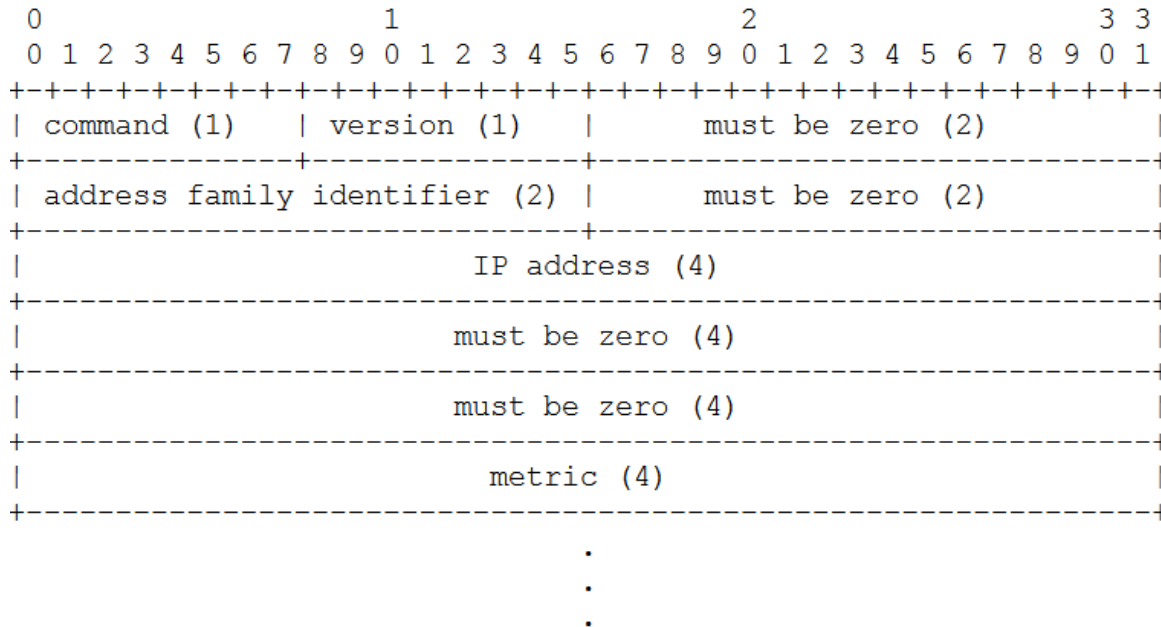 0 1 2 3 3
0 1 2 3 4 5 6 7 8 9 0 1 2 3 4 5 6 7 8 9 0 1 2 3 4 5 6 7 8 9 0 1
+-+-+-+-+-+-+-+-+-+-+-+-+-+-+-+-+-+-+-+-+-+-+-+-+-+-+-+-+-+-+-+-+
| command (1) | version (1) | must be zero (2) |
+---------------+---------------+-------------------------------+
| address family identifier (2) | must be zero (2) |
+-------------------------------+-------------------------------+
| IP address (4) |
+---------------------------------------------------------------+
| must be zero (4) |
+---------------------------------------------------------------+
| must be zero (4) |
+---------------------------------------------------------------+
| metric (4) |
+---------------------------------------------------------------+
.
.
.